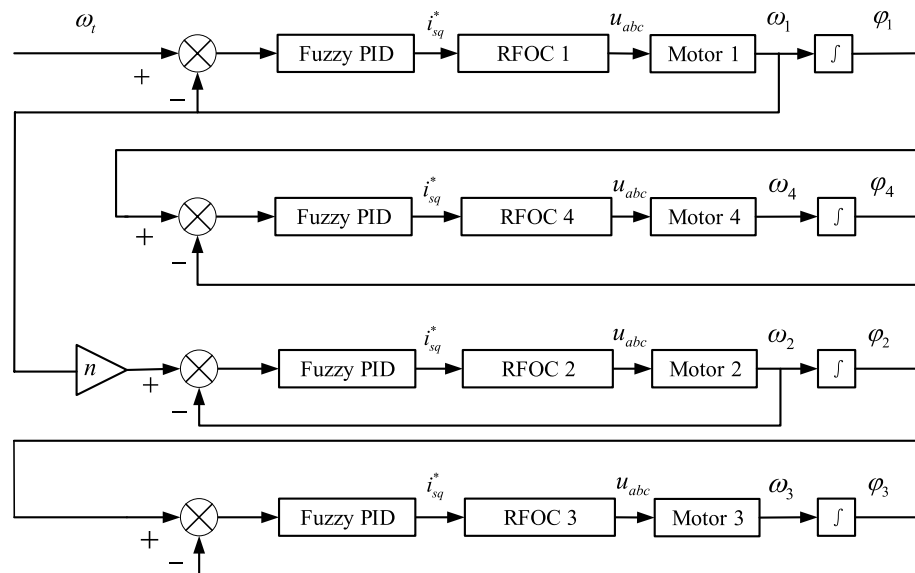 ω_t i*_sq u_abc ω_1 φ_1
Fuzzy PID RFOC 1 Motor 1 ∫
+
−
i*_sq u_abc ω_4 φ_4
Fuzzy PID RFOC 4 Motor 4 ∫
+
−
i*_sq u_abc ω_2 φ_2
n Fuzzy PID RFOC 2 Motor 2 ∫
+
−
i*_sq u_abc ω_3 φ_3
Fuzzy PID RFOC 3 Motor 3 ∫
+
−